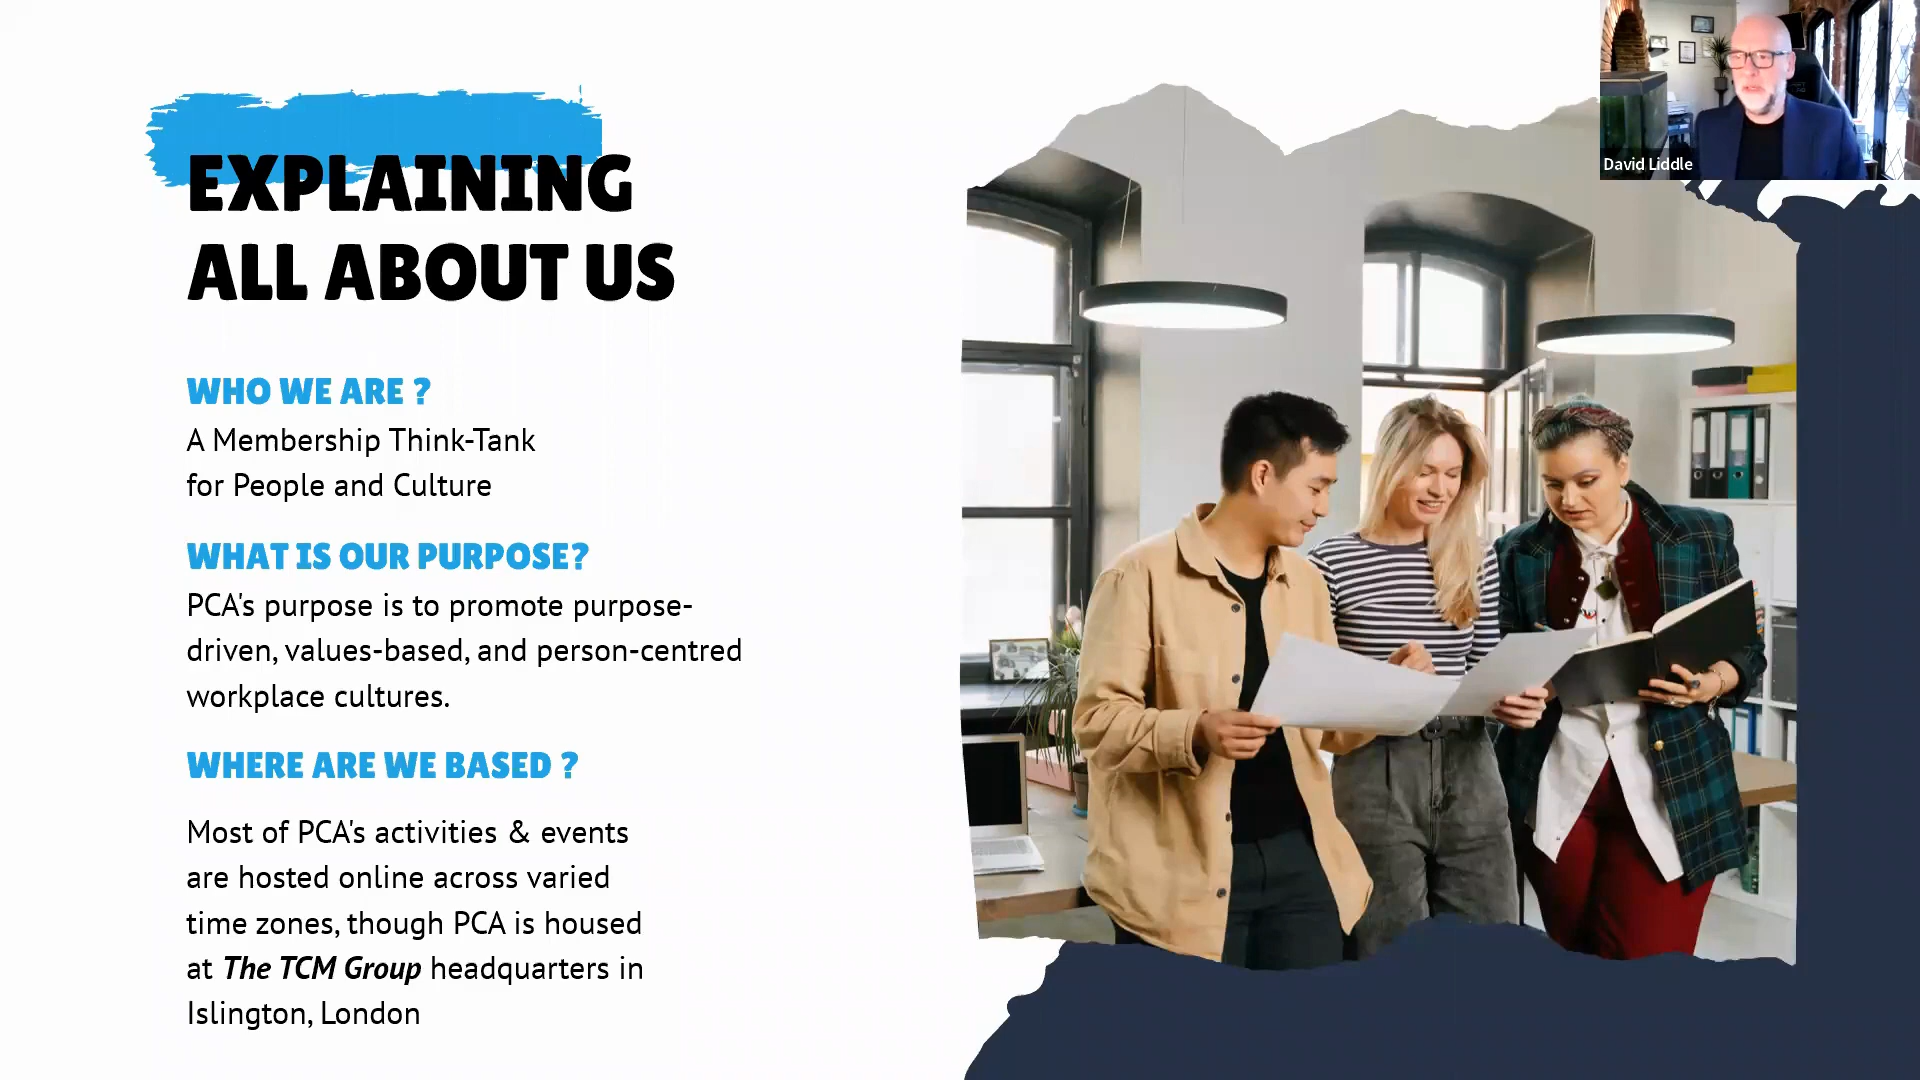 EXPLAINING
ALL ABOUT US
WHO WE ARE ?
A Membership Think-Tank
for People and Culture
WHAT IS OUR PURPOSE?
PCA's purpose is to promote purpose-
driven, values-based, and person-centred
workplace cultures.
WHERE ARE WE BASED ?
Most of PCA's activities & events
are hosted online across varied
time zones, though PCA is housed
at The TCM Group headquarters in
Islington, London
David Liddle